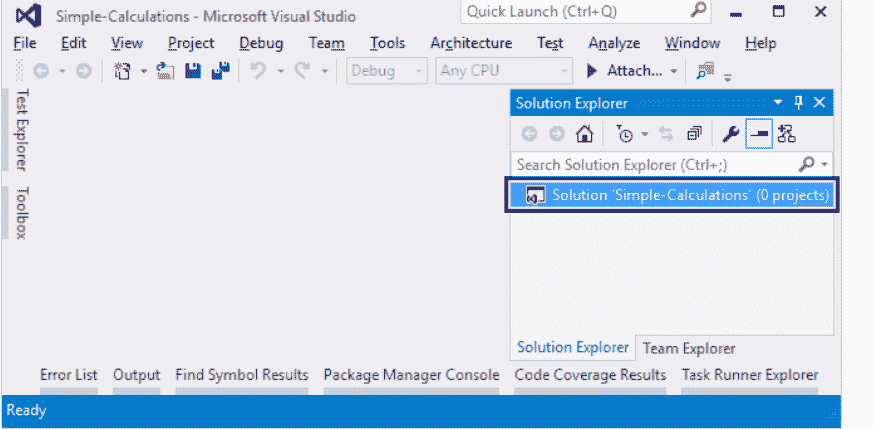 Simple-Calculations - Microsoft Visual Studio
Quick Launch (Ctrl+Q)
File Edit View Project Debug Team Tools Architecture Test Analyze Window Help
Debug Any CPU Attach...
Test Explorer
Toolbox
Solution Explorer
Search Solution Explorer (Ctrl+;)
Solution 'Simple-Calculations' (0 projects)
Solution Explorer Team Explorer
Error List Output Find Symbol Results Package Manager Console Code Coverage Results Task Runner Explorer
Ready